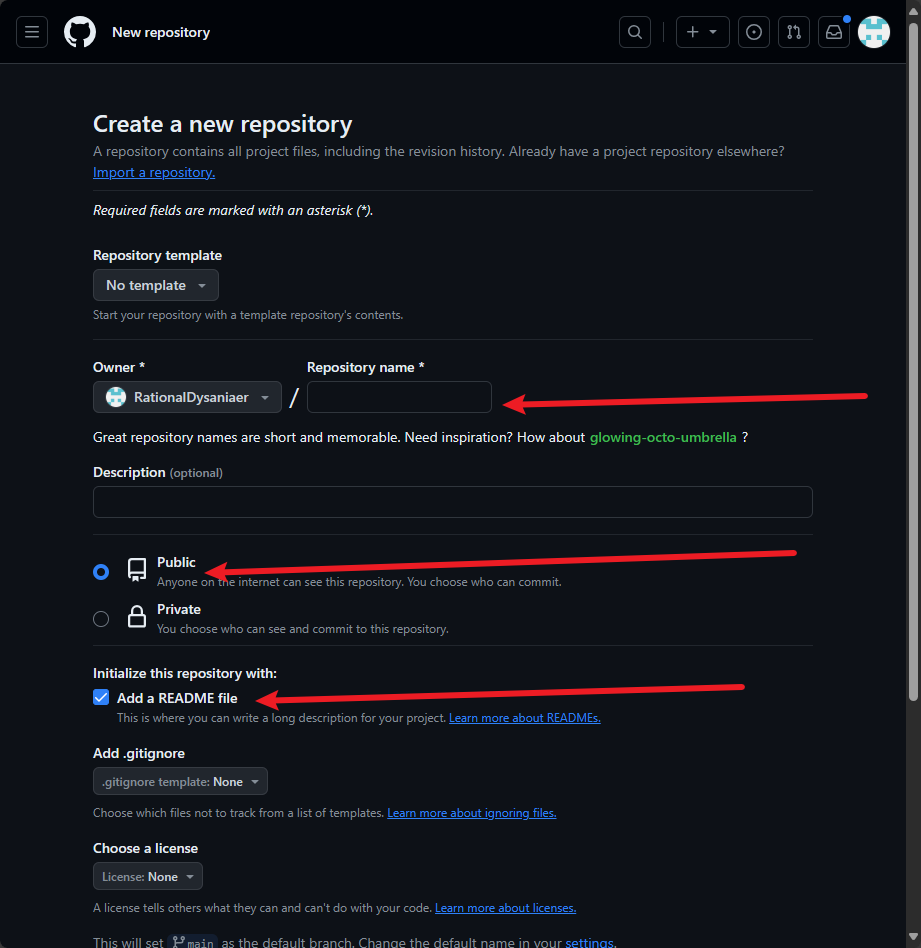 New repository
Create a new repository
A repository contains all project files, including the revision history. Already have a project repository elsewhere?
Import a repository.
Required fields are marked with an asterisk (*).
Repository template
No template
Start your repository with a template repository's contents.
Owner *
Repository name *
RationalDysaniaer
/
Great repository names are short and memorable. Need inspiration? How about glowing-octo-umbrella ?
Description (optional)
Public
Anyone on the internet can see this repository. You choose who can commit.
Private
You choose who can see and commit to this repository.
Initialize this repository with:
Add a README file
This is where you can write a long description for your project. Learn more about READMEs.
Add .gitignore
.gitignore template: None
Choose which files not to track from a list of templates. Learn more about ignoring files.
Choose a license
License: None
A license tells others what they can and can't do with your code. Learn more about licenses.
This will set main as the default branch. Change the default name in your settings.